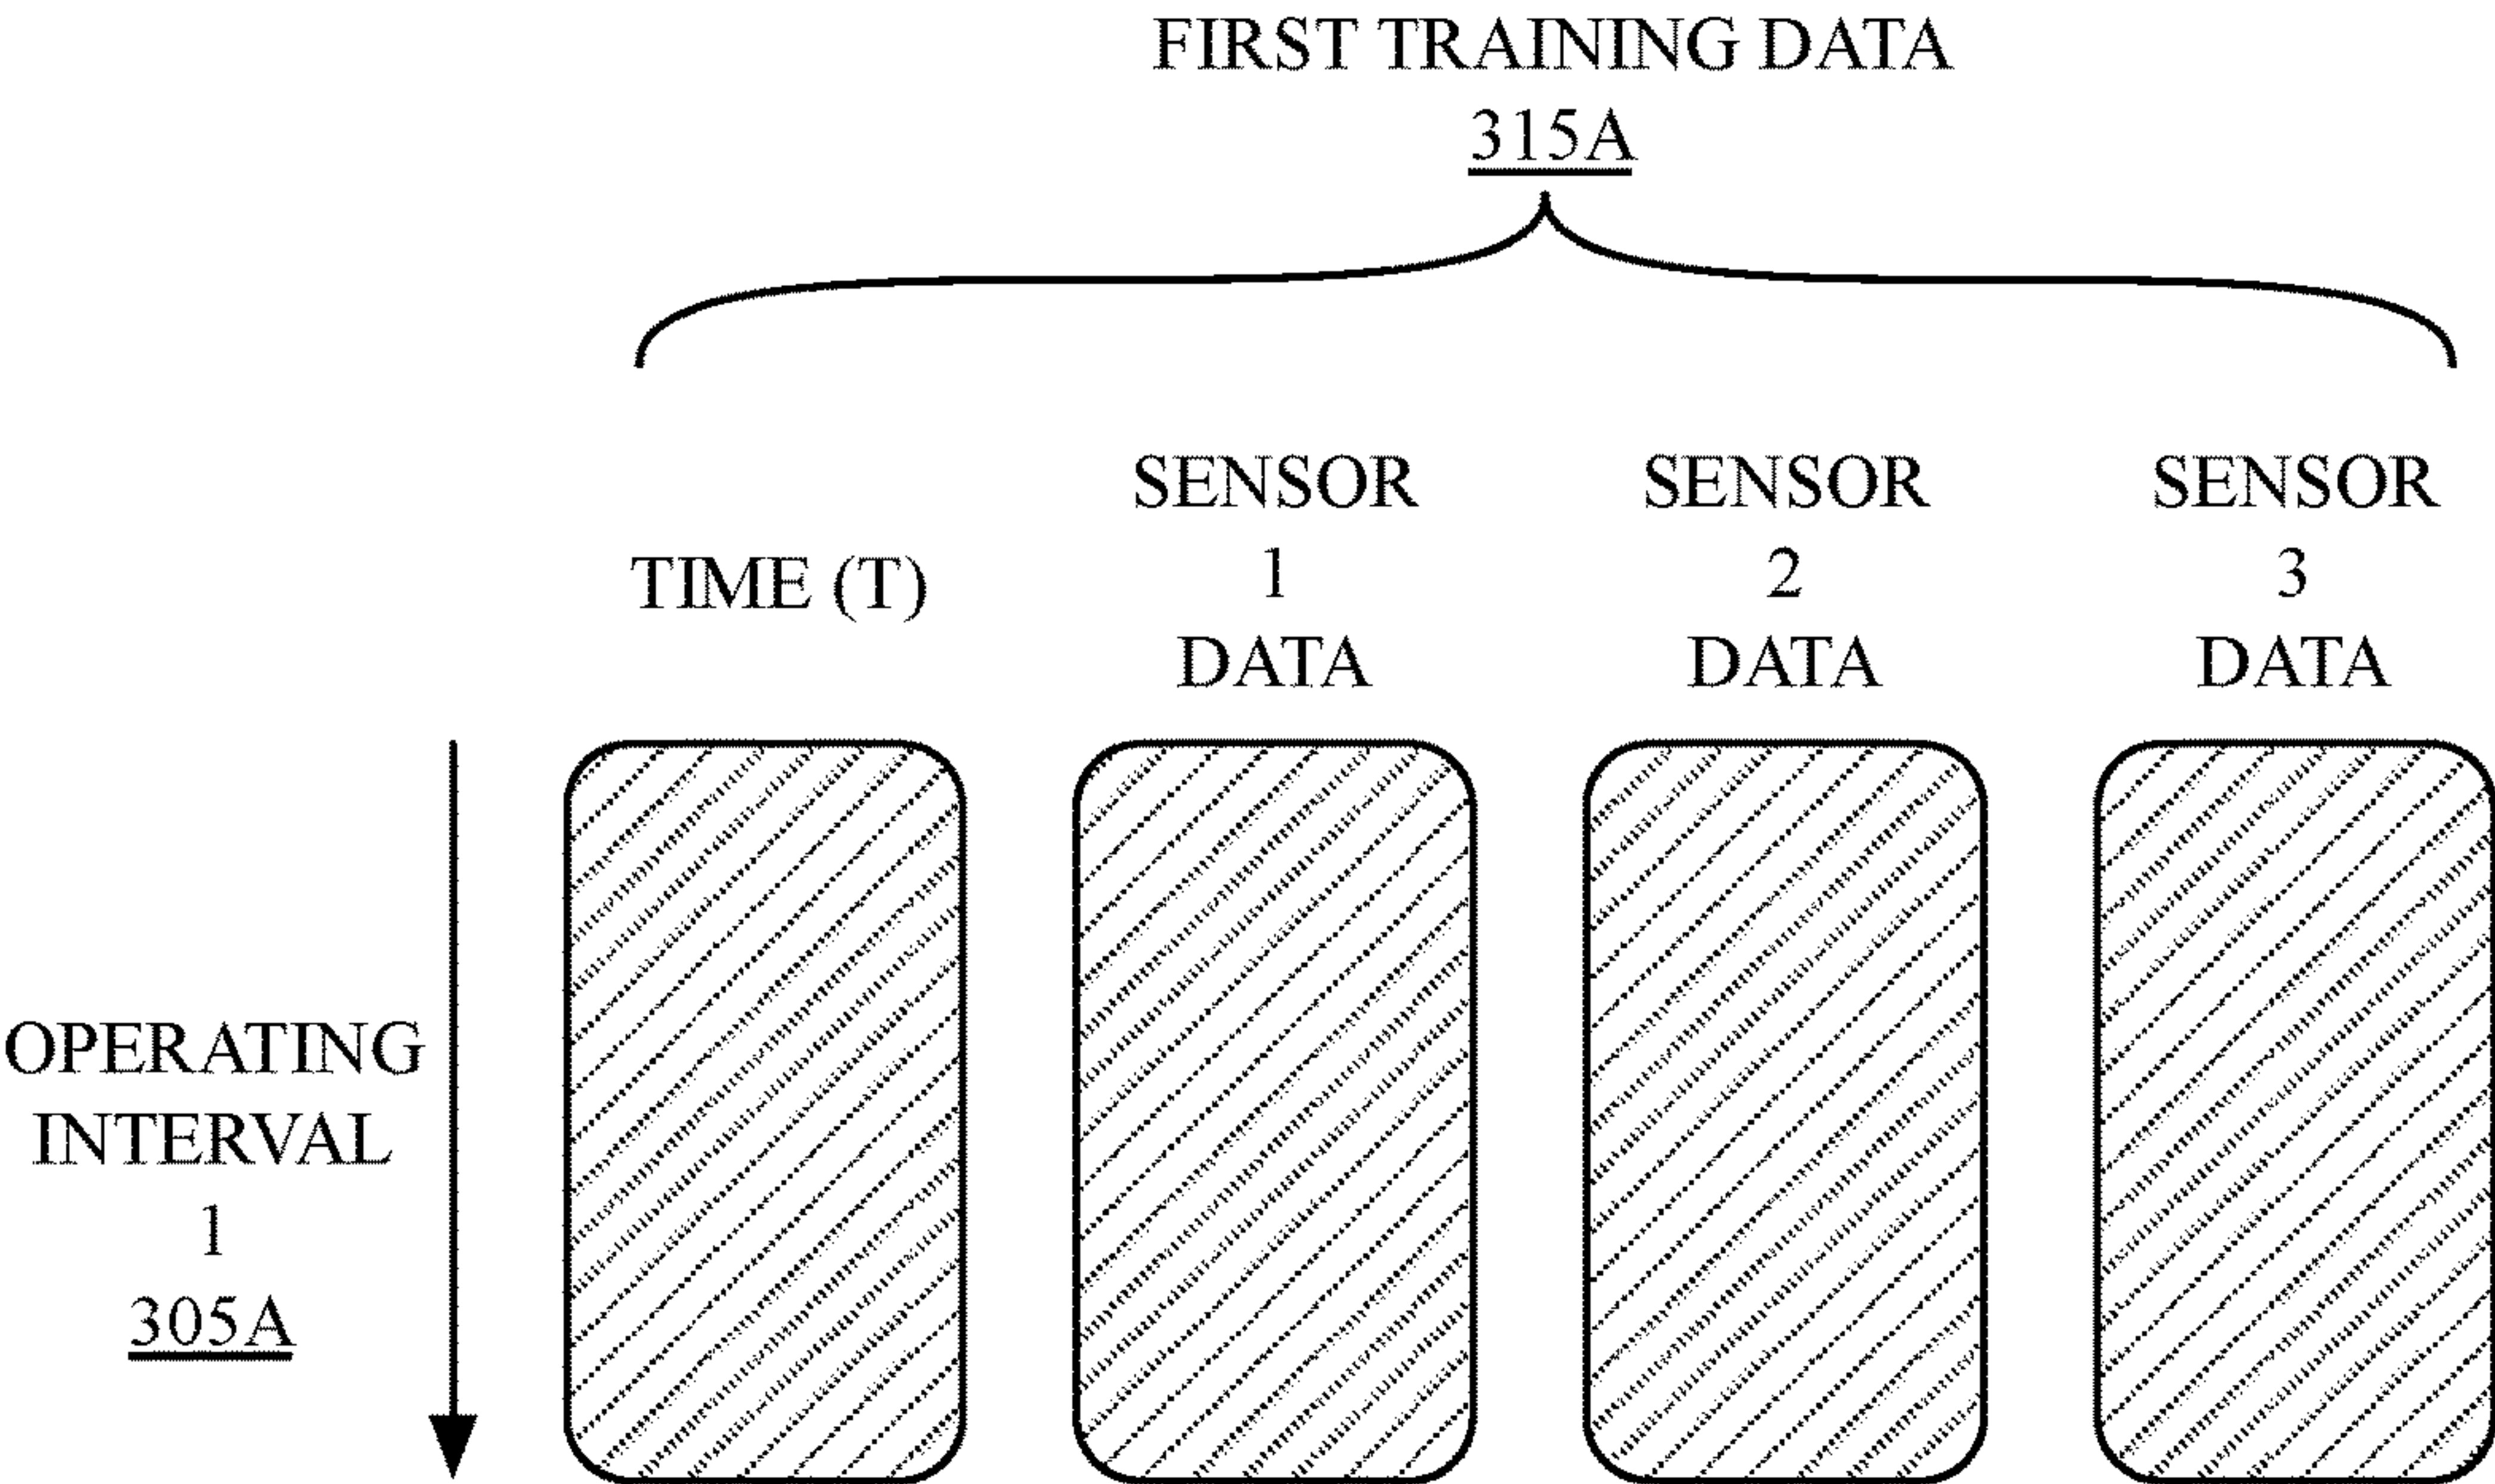 FIRST TRAINING DATA
315A
TIME (T)
SENSOR
1
DATA
SENSOR
2
DATA
SENSOR
3
DATA
OPERATING
INTERVAL
1
305A